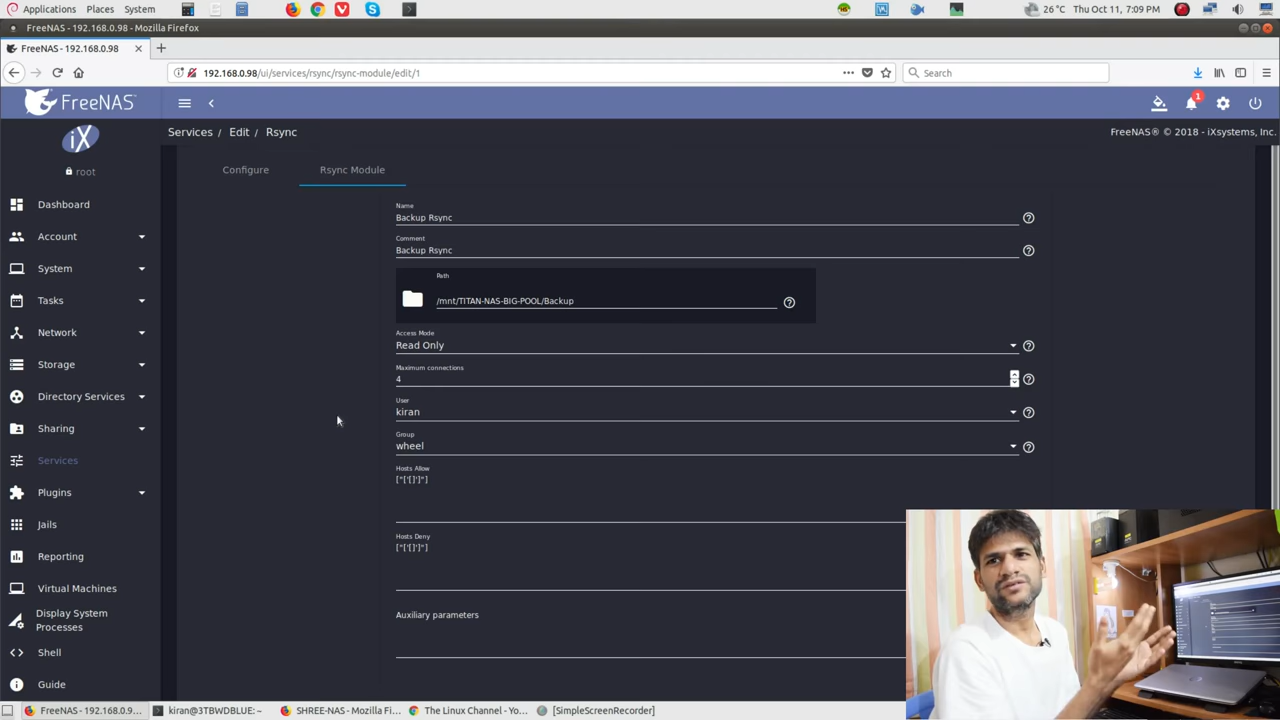 Applications Places System
26 °C Thu Oct 11, 7:09 PM
FreeNAS - 192.168.0.98 - Mozilla Firefox
FreeNAS - 192.168.0.98
192.168.0.98/ui/services/rsync/rsync-module/edit/1
Search
FreeNAS
1
Services / Edit / Rsync
FreeNAS® © 2018 - iXsystems, Inc.
iX
root
Dashboard
Account
System
Tasks
Network
Storage
Directory Services
Sharing
Services
Plugins
Jails
Reporting
Virtual Machines
Display System
Processes
Shell
Guide
Configure
Rsync Module
Name
Backup Rsync
Comment
Backup Rsync
Path
/mnt/TITAN-NAS-BIG-POOL/Backup
Access Mode
Read Only
Maximum connections
4
User
kiran
Group
wheel
Hosts Allow
["['[]']"]
Hosts Deny
["['[]']"]
Auxiliary parameters
FreeNAS - 192.168.0.9...
kiran@3TBWDBLUE: ~
SHREE-NAS - Mozilla Fi...
The Linux Channel - Yo...
[SimpleScreenRecorder]